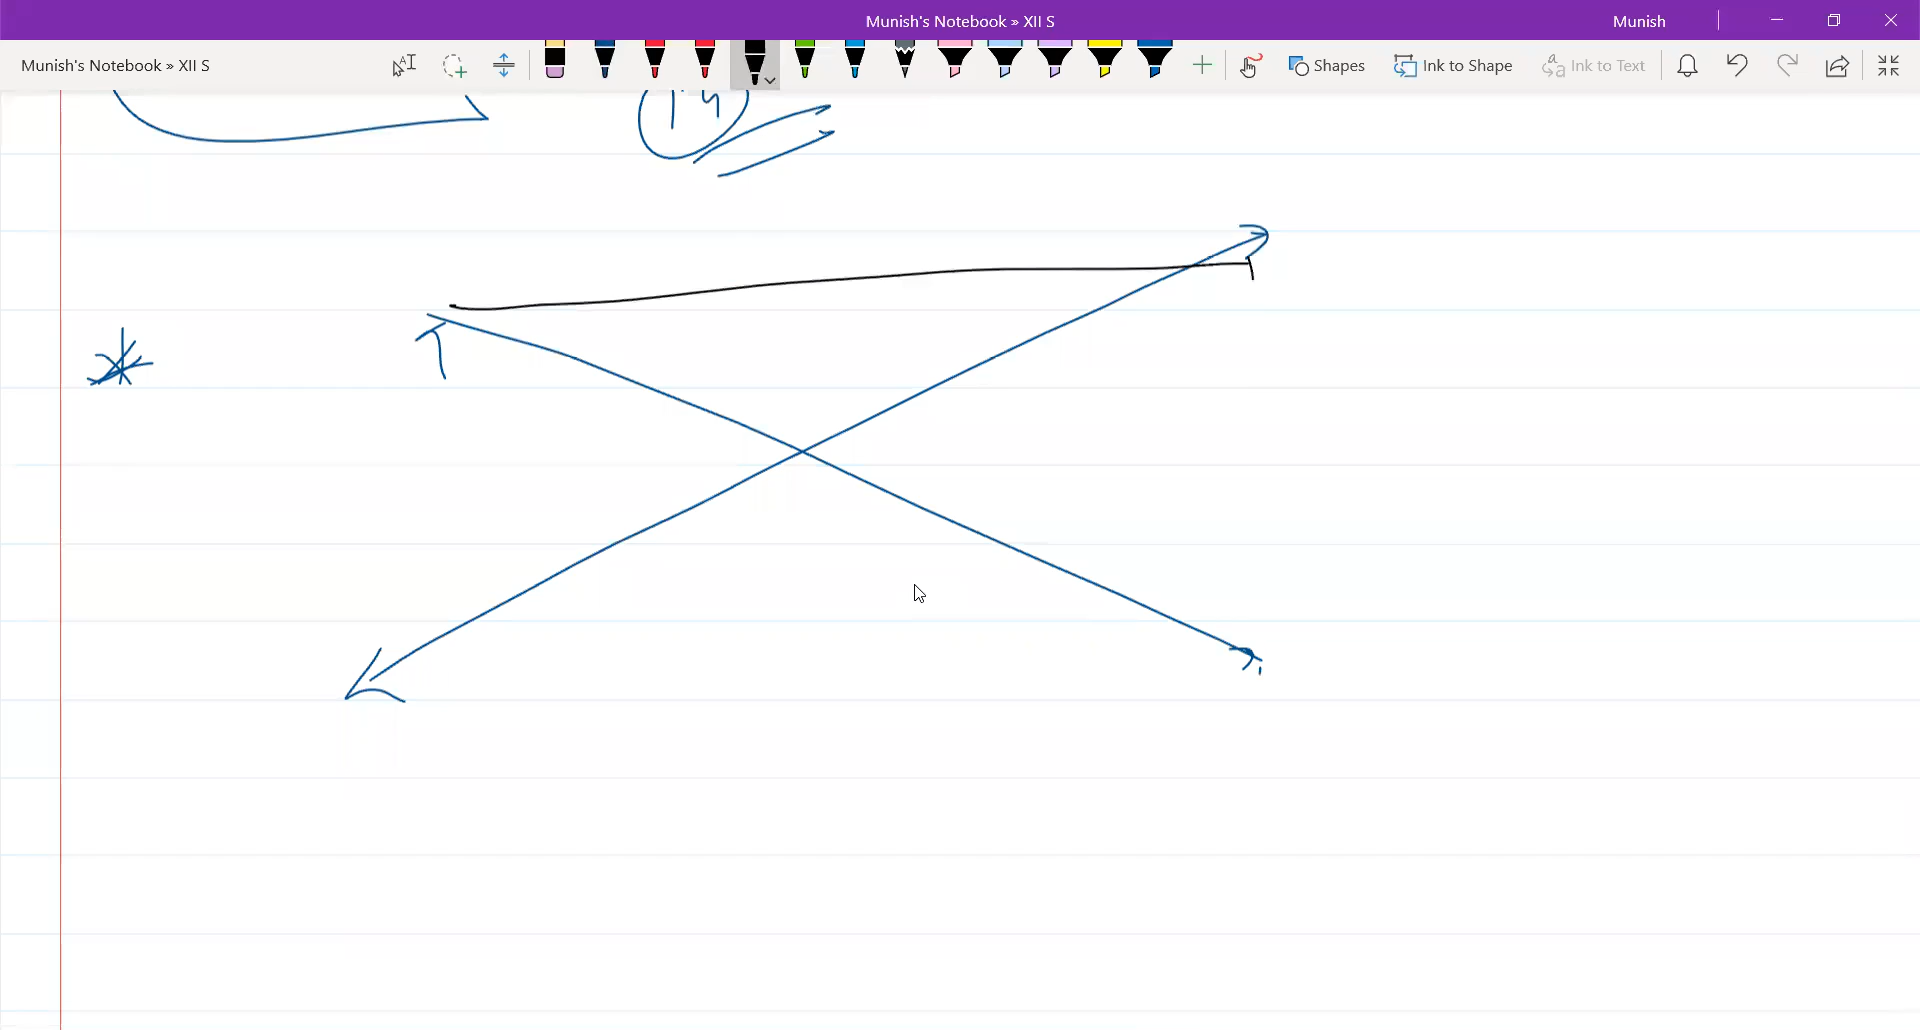 Munish's Notebook » XII S
Munish
Munish's Notebook » XII S
Shapes
Ink to Shape
Ink to Text